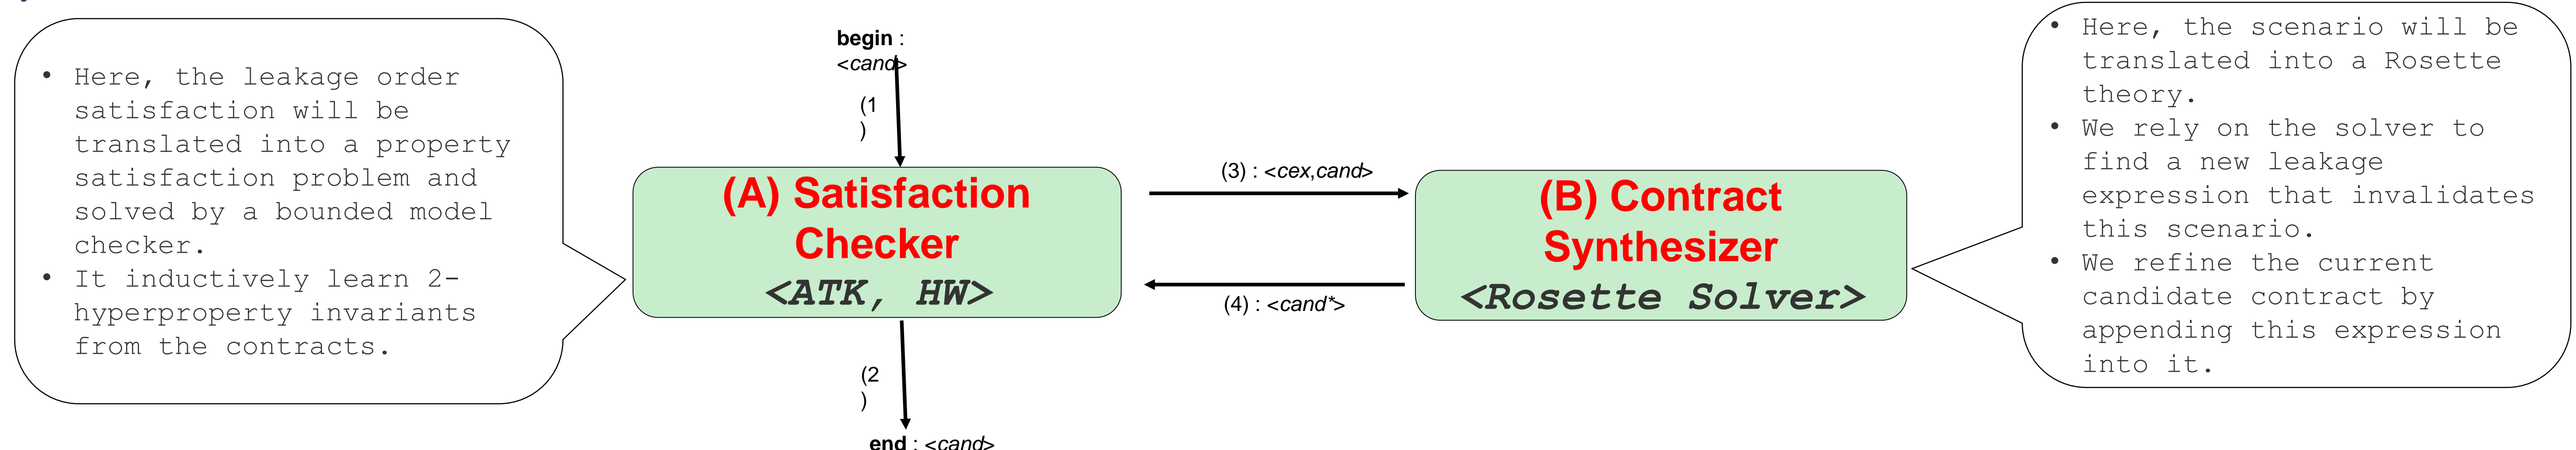 • Here, the leakage order
satisfaction will be
translated into a property
satisfaction problem and
solved by a bounded model
checker.
• It inductively learn 2-
hyperproperty invariants
from the contracts.
begin :
<cand>
(1
)
(A) Satisfaction
Checker
<ATK, HW>
(2
)
end : <cand>
(3) : <cex,cand>
(4) : <cand*>
(B) Contract
Synthesizer
<Rosette Solver>
• Here, the scenario will be
translated into a Rosette
theory.
• We rely on the solver to
find a new leakage
expression that invalidates
this scenario.
• We refine the current
candidate contract by
appending this expression
into it.